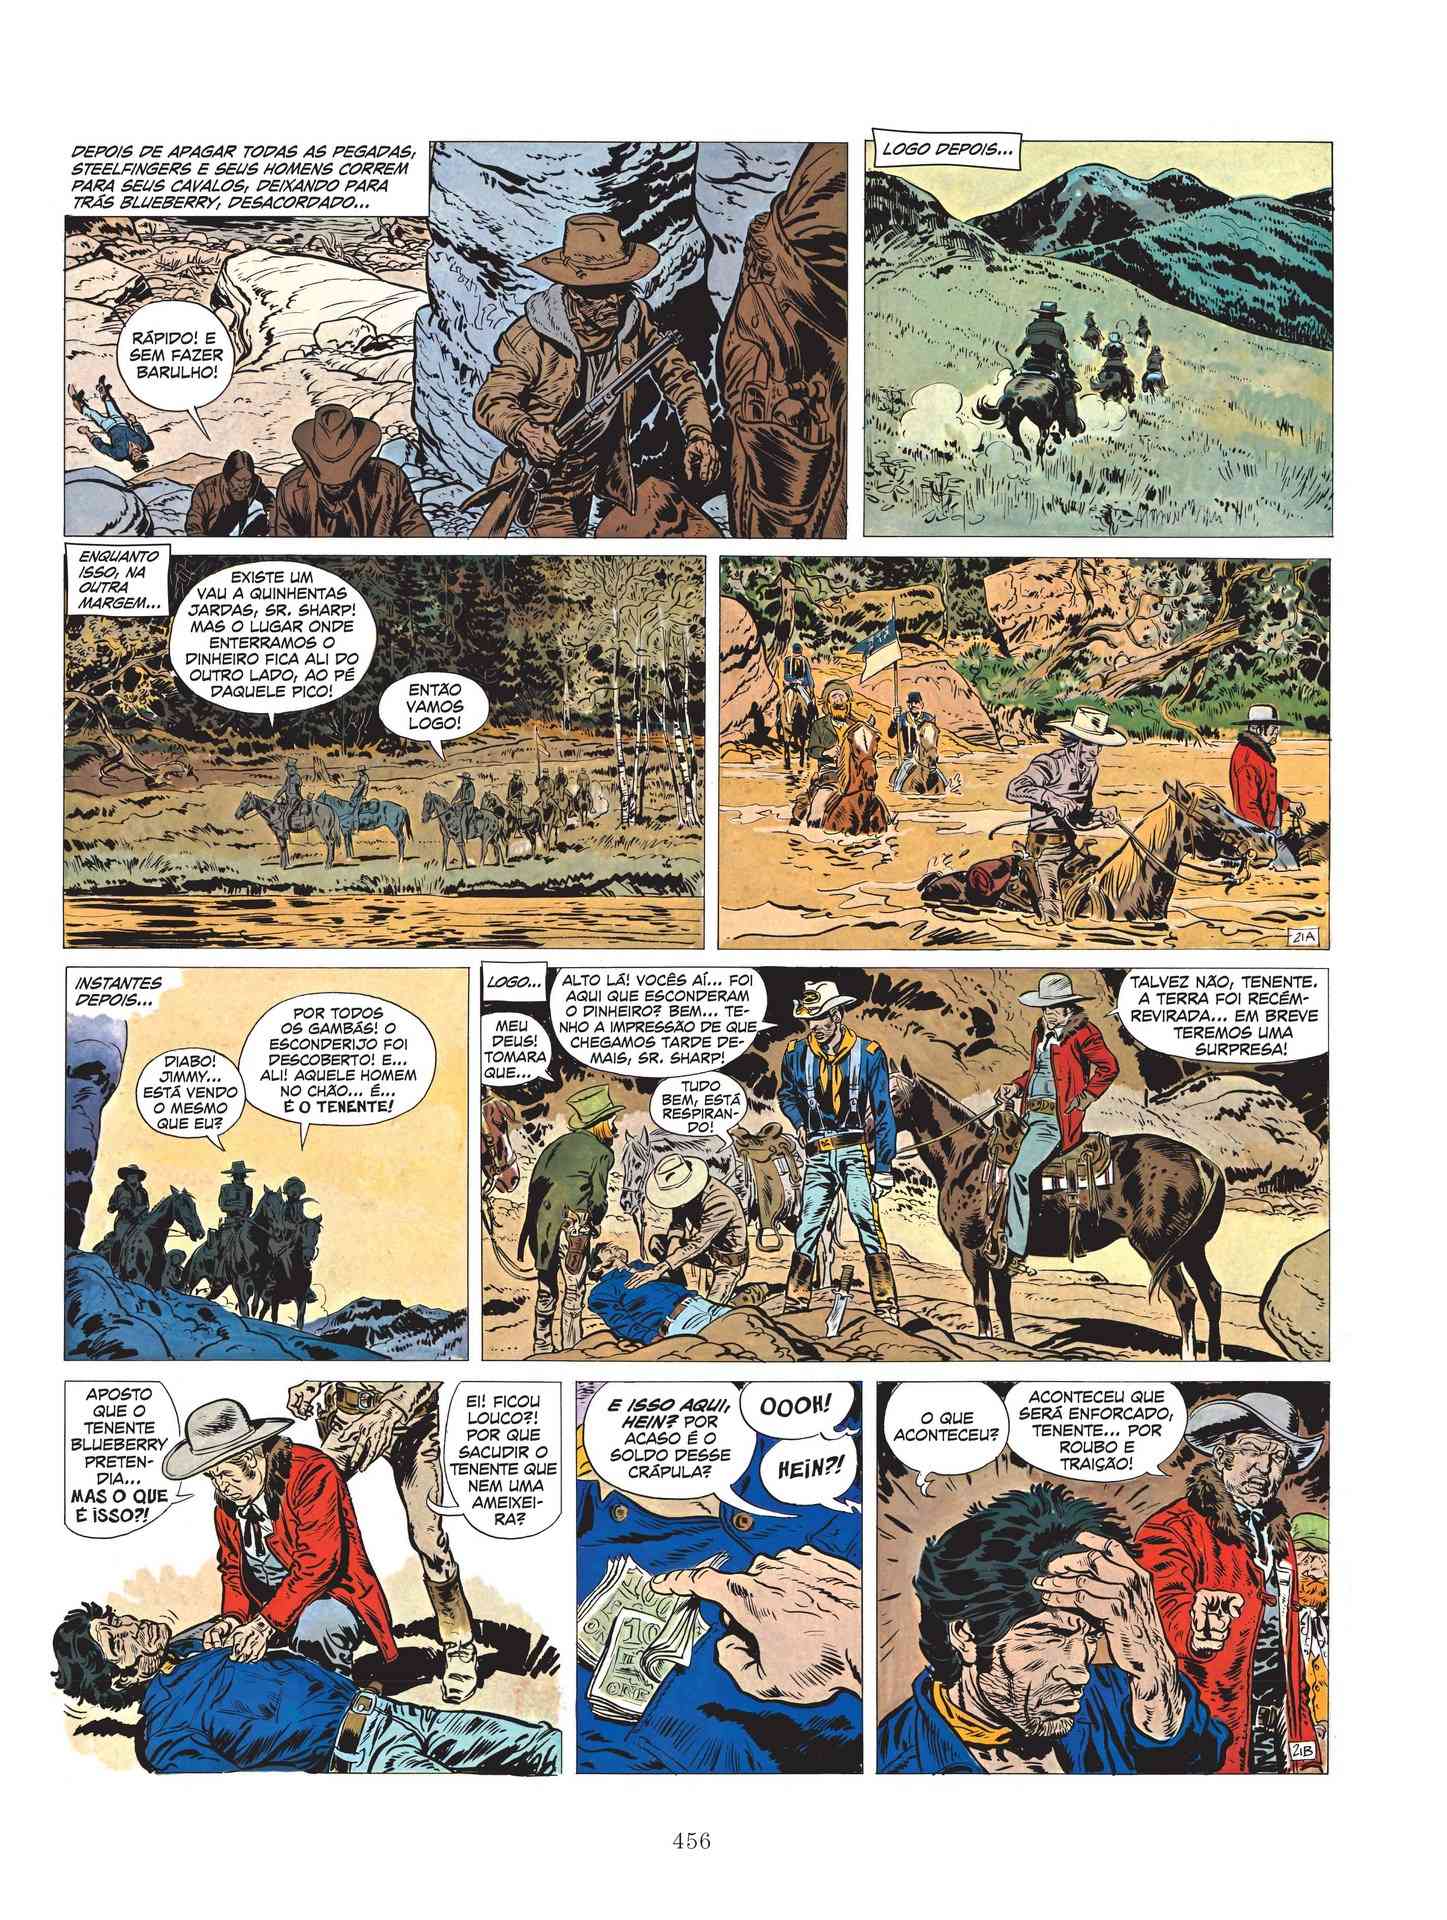 DEPOIS DE APAGAR TODAS AS PEGADAS,
STEELFINGERS E SEUS HOMENS CORREM
PARA SEUS CAVALOS, DEIXANDO PARA
TRÁS BLUEBERRY, DESACORDADO...
RÁPIDO! E
SEM FAZER
BARULHO!
LOGO DEPOIS...
ENQUANTO
ISSO, NA
OUTRA
MARGEM...
EXISTE UM
VAU A QUINHENTAS
JARDAS, SR. SHARP!
MAS O LUGAR ONDE
ENTERRAMOS O
DINHEIRO FICA ALI DO
OUTRO LADO, AO PÉ
DAQUELE PICO!
ENTÃO
VAMOS
LOGO!
21A
INSTANTES
DEPOIS...
DIABO!
JIMMY...
ESTÁ VENDO
O MESMO
QUE EU?
POR TODOS
OS GAMBÁS! O
ESCONDERIJO FOI
DESCOBERTO! E...
ALI! AQUELE HOMEM
NO CHÃO... É...
É O TENENTE!
LOGO...
MEU
DEUS!
TOMARA
QUE...
ALTO LÁ! VOCÊS AÍ... FOI
AQUI QUE ESCONDERAM
O DINHEIRO? BEM... TE-
NHO A IMPRESSÃO DE QUE
CHEGAMOS TARDE DE-
MAIS, SR. SHARP!
TUDO
BEM, ESTÁ
RESPIRAN-
DO!
TALVEZ NÃO, TENENTE.
A TERRA FOI RECÉM-
REVIRADA... EM BREVE
TEREMOS UMA
SURPRESA!
APOSTO
QUE O
TENENTE
BLUEBERRY
PRETEN-
DIA...
MAS O QUE
É ISSO?!
EI! FICOU
LOUCO?!
POR QUE
SACUDIR O
TENENTE QUE
NEM UMA
AMEIXEI-
RA?
E ISSO AQUI,
HEIN? POR
ACASO É O
SOLDO DESSE
CRÁPULA?
OOOH!
HEIN?!
10
ONE
O QUE
ACONTECEU?
ACONTECEU QUE
SERÁ ENFORCADO,
TENENTE... POR
ROUBO E
TRAIÇÃO!
21B
456